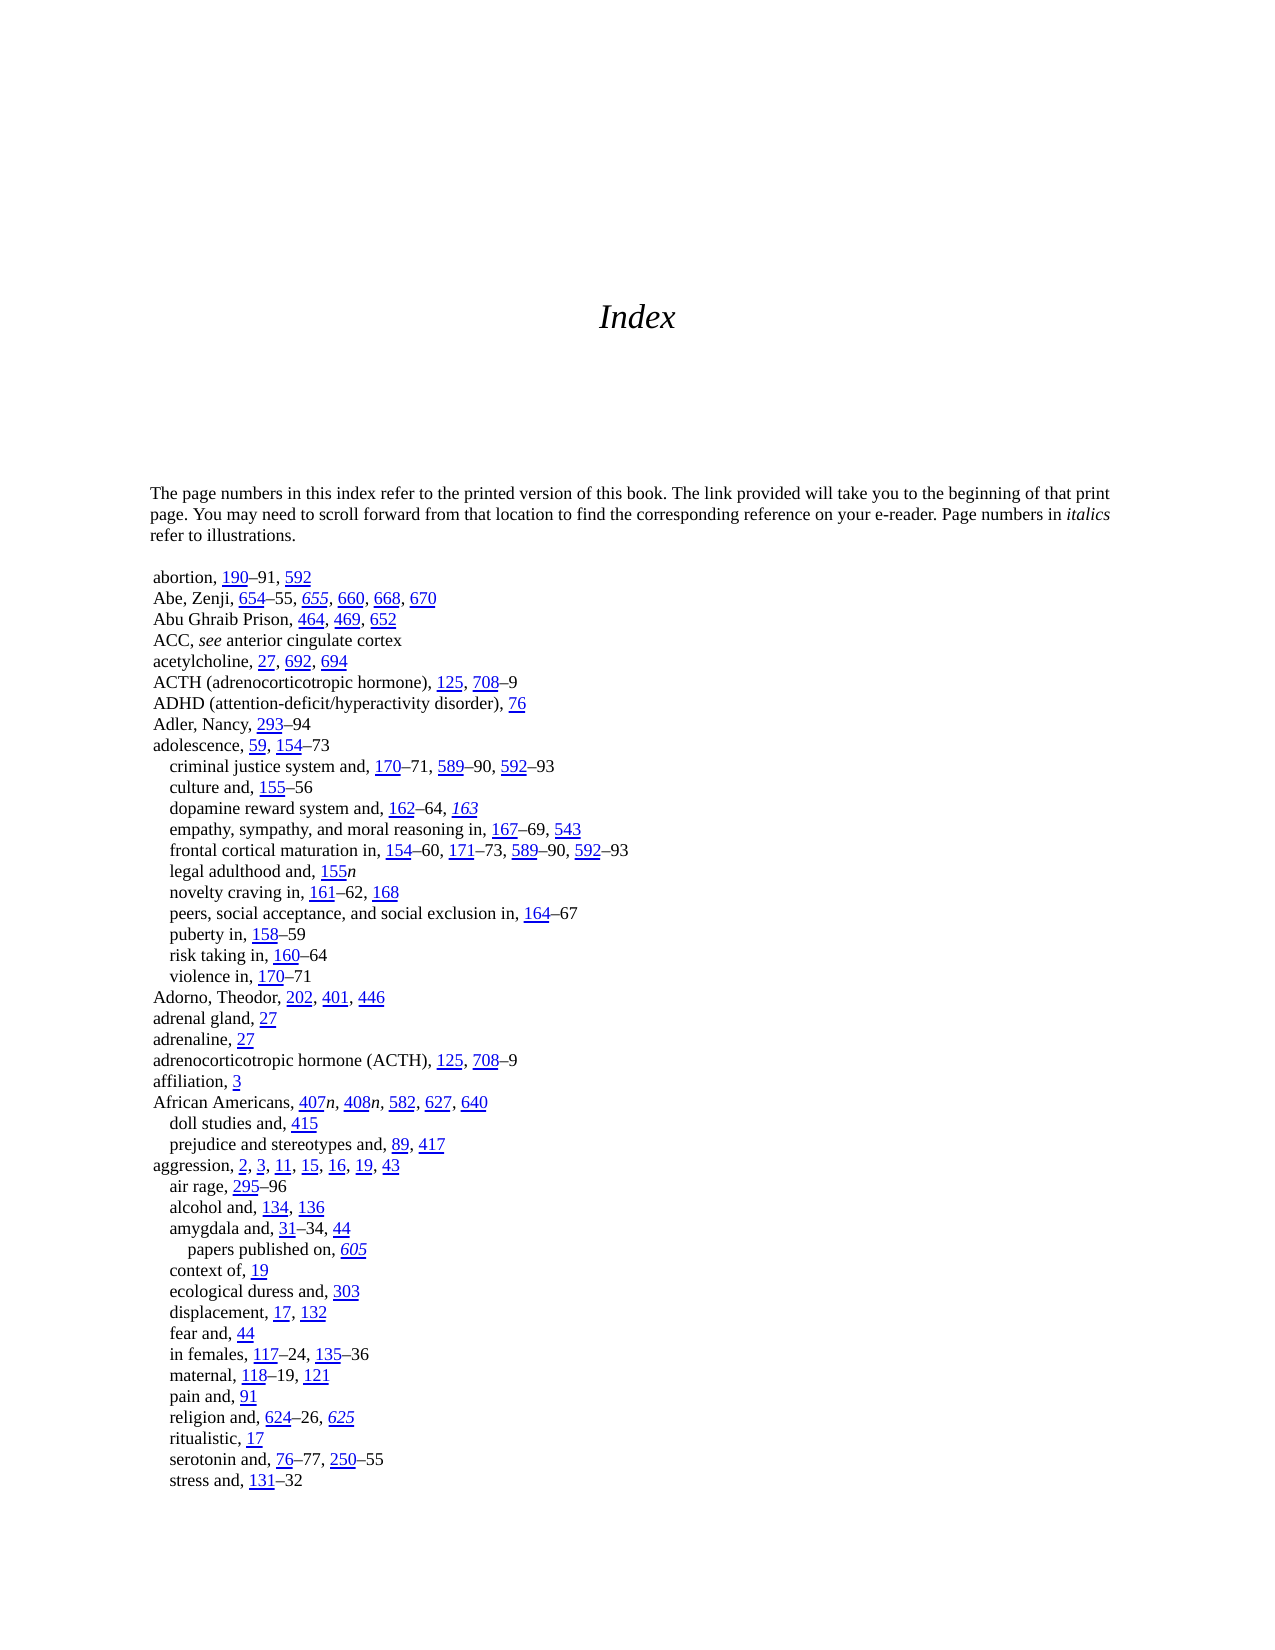 Index
The page numbers in this index refer to the printed version of this book. The link provided will take you to the beginning of that print
page. You may need to scroll forward from that location to find the corresponding reference on your e-reader. Page numbers in italics
refer to illustrations.
abortion, 190–91, 592
Abe, Zenji, 654–55, 655, 660, 668, 670
Abu Ghraib Prison, 464, 469, 652
ACC, see anterior cingulate cortex
acetylcholine, 27, 692, 694
ACTH (adrenocorticotropic hormone), 125, 708–9
ADHD (attention-deficit/hyperactivity disorder), 76
Adler, Nancy, 293–94
adolescence, 59, 154–73
criminal justice system and, 170–71, 589–90, 592–93
culture and, 155–56
dopamine reward system and, 162–64, 163
empathy, sympathy, and moral reasoning in, 167–69, 543
frontal cortical maturation in, 154–60, 171–73, 589–90, 592–93
legal adulthood and, 155n
novelty craving in, 161–62, 168
peers, social acceptance, and social exclusion in, 164–67
puberty in, 158–59
risk taking in, 160–64
violence in, 170–71
Adorno, Theodor, 202, 401, 446
adrenal gland, 27
adrenaline, 27
adrenocorticotropic hormone (ACTH), 125, 708–9
affiliation, 3
African Americans, 407n, 408n, 582, 627, 640
doll studies and, 415
prejudice and stereotypes and, 89, 417
aggression, 2, 3, 11, 15, 16, 19, 43
air rage, 295–96
alcohol and, 134, 136
amygdala and, 31–34, 44
papers published on, 605
context of, 19
ecological duress and, 303
displacement, 17, 132
fear and, 44
in females, 117–24, 135–36
maternal, 118–19, 121
pain and, 91
religion and, 624–26, 625
ritualistic, 17
serotonin and, 76–77, 250–55
stress and, 131–32